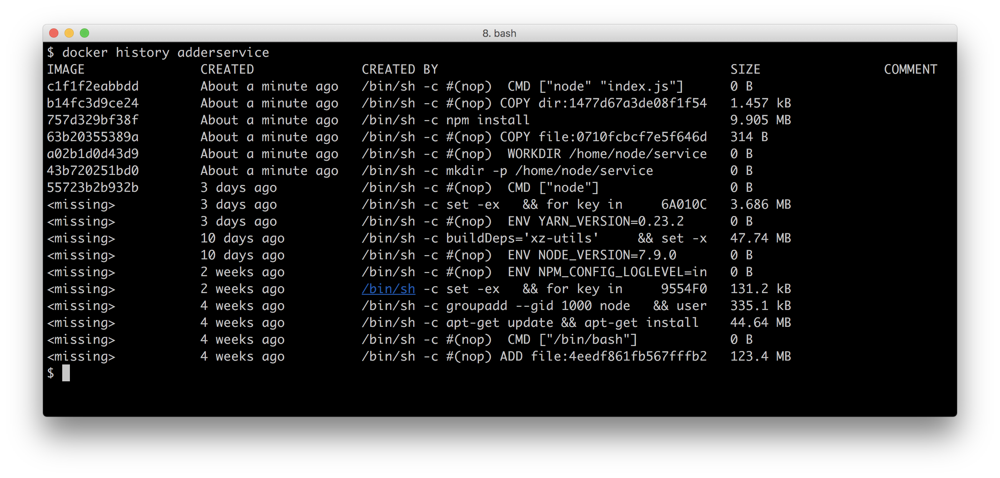 8. bash
$ docker history adderservice
IMAGE               CREATED              CREATED BY                                      SIZE                COMMENT
c1f1f2eabbdd        About a minute ago   /bin/sh -c #(nop)  CMD ["node" "index.js"]      0 B
b14fc3d9ce24        About a minute ago   /bin/sh -c #(nop) COPY dir:1477d67a3de08f1f54   1.457 kB
757d329bf38f        About a minute ago   /bin/sh -c npm install                          9.905 MB
63b20355389a        About a minute ago   /bin/sh -c #(nop) COPY file:0710fcbcf7e5f646d   314 B
a02b1d0d43d9        About a minute ago   /bin/sh -c #(nop)  WORKDIR /home/node/service   0 B
43b720251bd0        About a minute ago   /bin/sh -c mkdir -p /home/node/service          0 B
55723b2b932b        3 days ago           /bin/sh -c #(nop)  CMD ["node"]                 0 B
<missing>           3 days ago           /bin/sh -c set -ex   && for key in     6A010C   3.686 MB
<missing>           3 days ago           /bin/sh -c #(nop)  ENV YARN_VERSION=0.23.2      0 B
<missing>           10 days ago          /bin/sh -c buildDeps='xz-utils'     && set -x   47.74 MB
<missing>           10 days ago          /bin/sh -c #(nop)  ENV NODE_VERSION=7.9.0       0 B
<missing>           2 weeks ago          /bin/sh -c #(nop)  ENV NPM_CONFIG_LOGLEVEL=in   0 B
<missing>           2 weeks ago          /bin/sh -c set -ex   && for key in     9554F0   131.2 kB
<missing>           4 weeks ago          /bin/sh -c groupadd --gid 1000 node   && user   335.1 kB
<missing>           4 weeks ago          /bin/sh -c apt-get update && apt-get install    44.64 MB
<missing>           4 weeks ago          /bin/sh -c #(nop)  CMD ["/bin/bash"]            0 B
<missing>           4 weeks ago          /bin/sh -c #(nop) ADD file:4eedf861fb567fffb2   123.4 MB
$